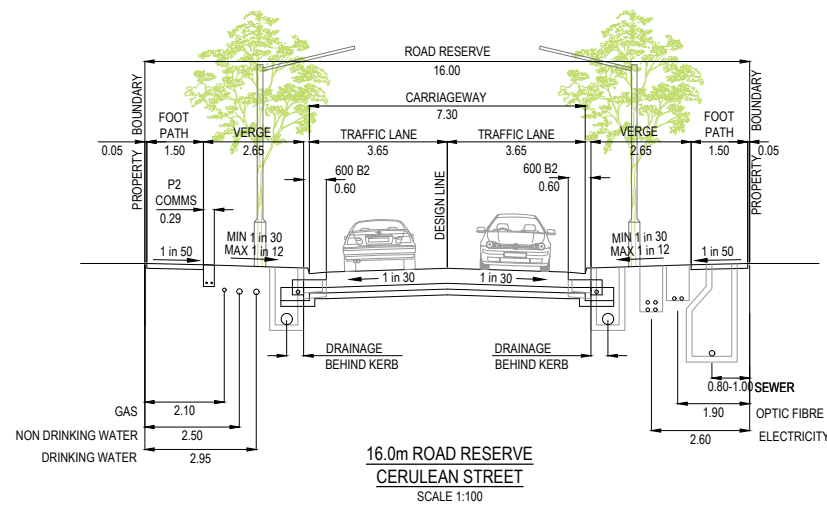 ROAD RESERVE
16.00
CARRIAGEWAY
7.30
PROPERTY BOUNDARY
FOOT
PATH
VERGE
TRAFFIC LANE
TRAFFIC LANE
VERGE
FOOT
PATH
PROPERTY BOUNDARY
0.05
1.50
2.65
3.65
3.65
2.65
1.50
0.05
P2
COMMS
0.29
600 B2
0.60
DESIGN LINE
600 B2
0.60
1 in 50
MIN 1 in 30
MAX 1 in 12
1 in 30
1 in 30
MIN 1 in 30
MAX 1 in 12
1 in 50
DRAINAGE
BEHIND KERB
DRAINAGE
BEHIND KERB
0.80-1.00 SEWER
GAS
2.10
1.90
OPTIC FIBRE
NON DRINKING WATER
2.50
2.60
ELECTRICITY
DRINKING WATER
2.95
16.0m ROAD RESERVE
CERULEAN STREET
SCALE 1:100